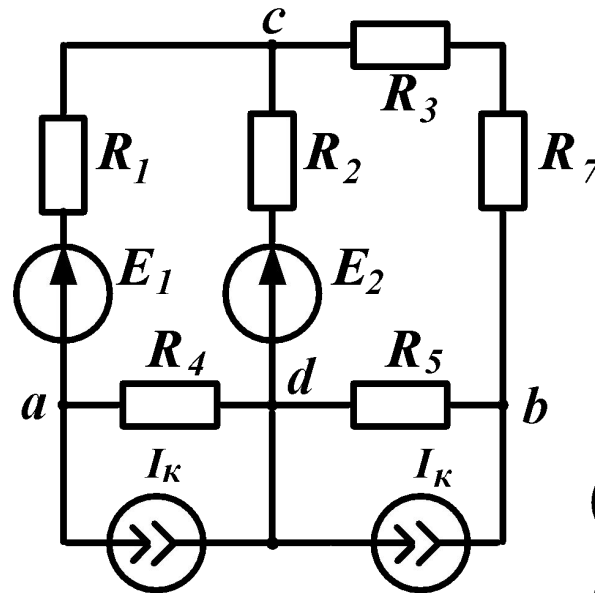 c
R3
R1 R2 R7
E1 E2
R4 R5
a d b
Iк Iк